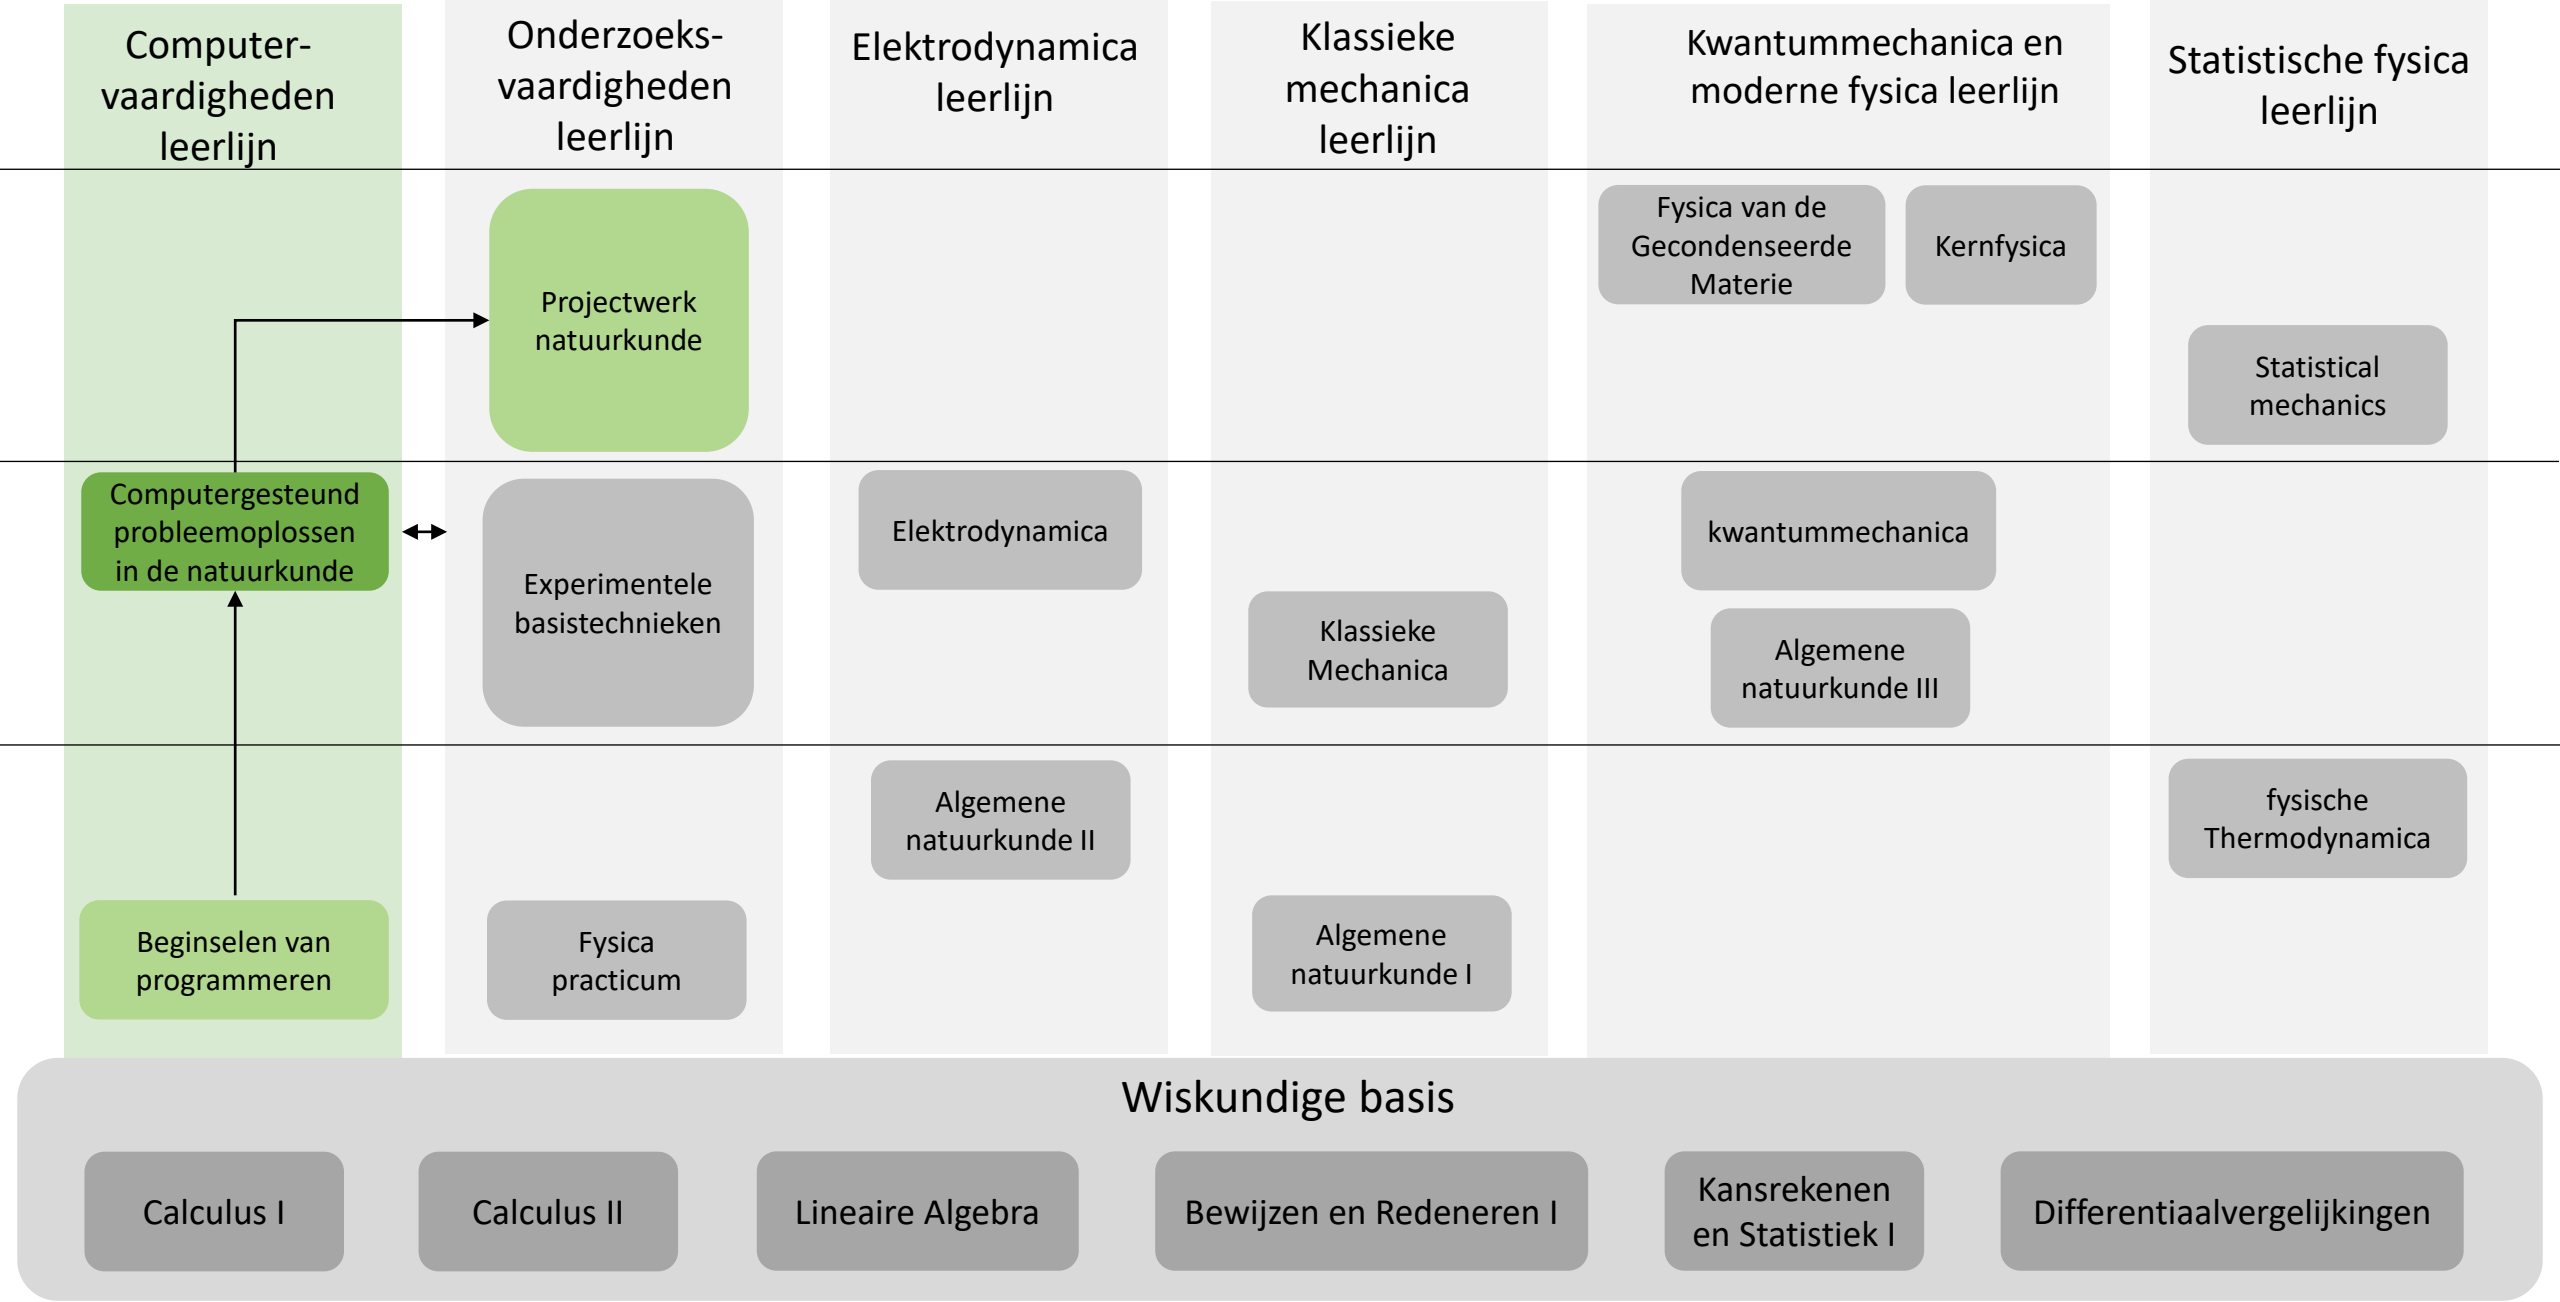 Computer-
vaardigheden
leerlijn
Onderzoeks-
vaardigheden
leerlijn
Elektrodynamica
leerlijn
Klassieke
mechanica
leerlijn
Kwantummechanica en
moderne fysica leerlijn
Statistische fysica
leerlijn
Projectwerk
natuurkunde
Fysica van de
Gecondenseerde
Materie
Kernfysica
Statistical
mechanics
Computergesteund
probleemoplossen
in de natuurkunde
Experimentele
basistechnieken
Elektrodynamica
Klassieke
Mechanica
kwantummechanica
Algemene
natuurkunde III
Algemene
natuurkunde II
fysische
Thermodynamica
Beginselen van
programmeren
Fysica
practicum
Algemene
natuurkunde I
Wiskundige basis
Calculus I
Calculus II
Lineaire Algebra
Bewijzen en Redeneren I
Kansrekenen
en Statistiek I
Differentiaalvergelijkingen